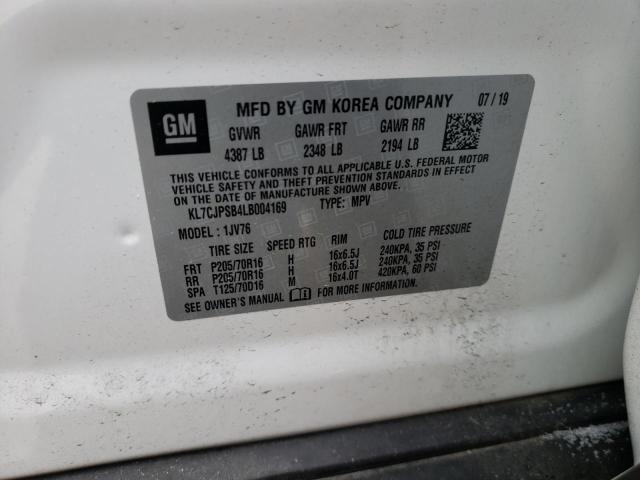 GM MFD BY GM KOREA COMPANY 07 / 19
GVWR GAWR FRT GAWR RR
4387 LB 2348 LB 2194 LB
THIS VEHICLE CONFORMS TO ALL APPLICABLE U.S. FEDERAL MOTOR
VEHICLE SAFETY AND THEFT PREVENTION STANDARDS IN EFFECT
ON THE DATE OF MANUFACTURE SHOWN ABOVE.
KL7CJPSB4LB004169 TYPE: MPV
MODEL : 1JV76
TIRE SIZE SPEED RTG RIM COLD TIRE PRESSURE
FRT P205/70R16 H 16x6.5J 240KPA, 35 PSI
RR P205/70R16 H 16x6.5J 240KPA, 35 PSI
SPA T125/70D16 M 16x4.0T 420KPA, 60 PSI
SEE OWNER'S MANUAL FOR MORE INFORMATION.